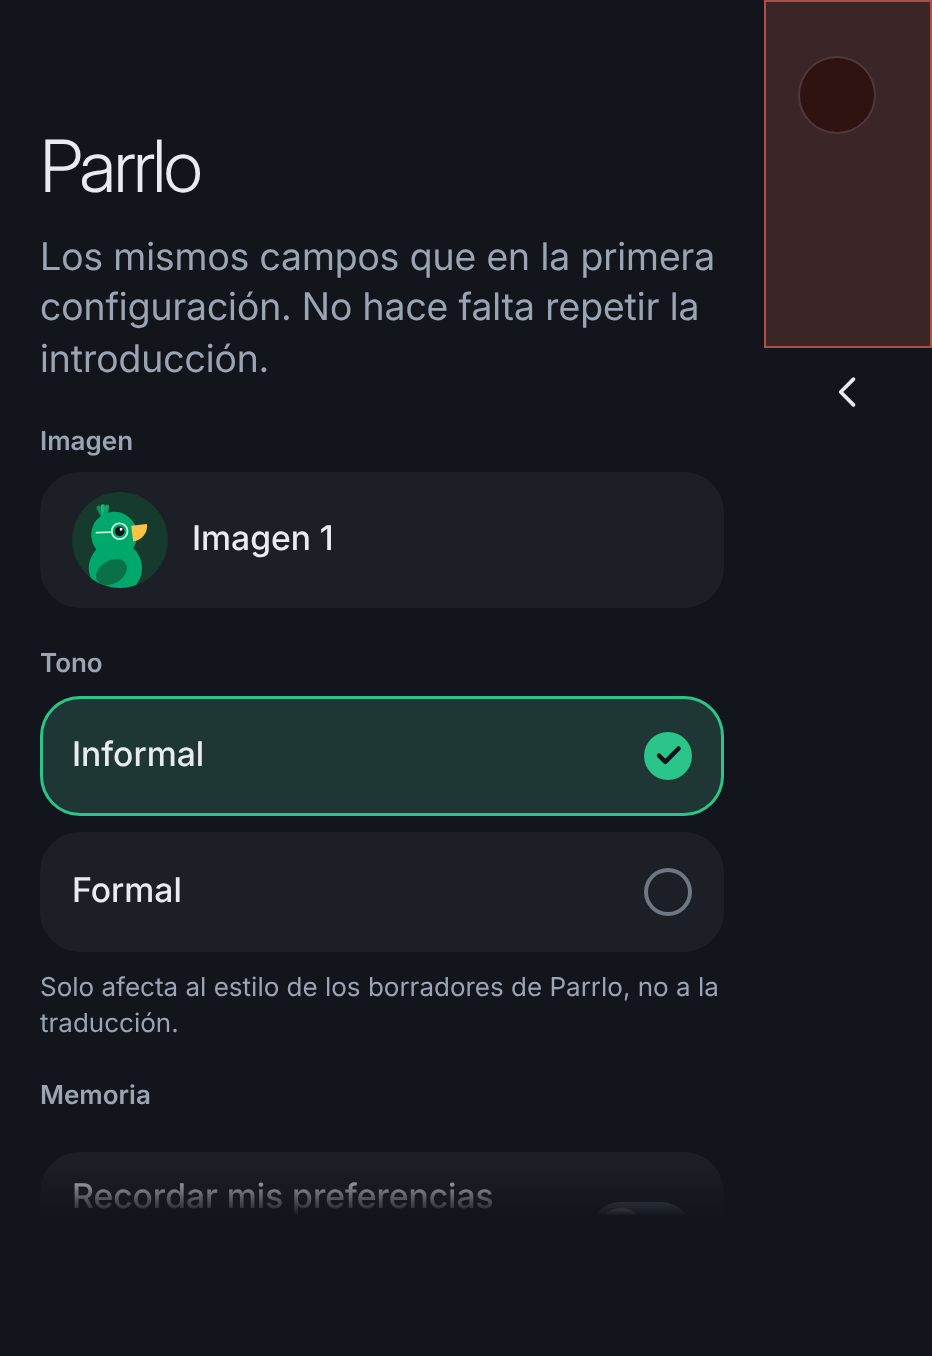 Parrlo
Los mismos campos que en la primera
configuración. No hace falta repetir la
introducción.
Imagen
Imagen 1
Tono
Informal
Formal
Solo afecta al estilo de los borradores de Parrlo, no a la
traducción.
Memoria
Recordar mis preferencias